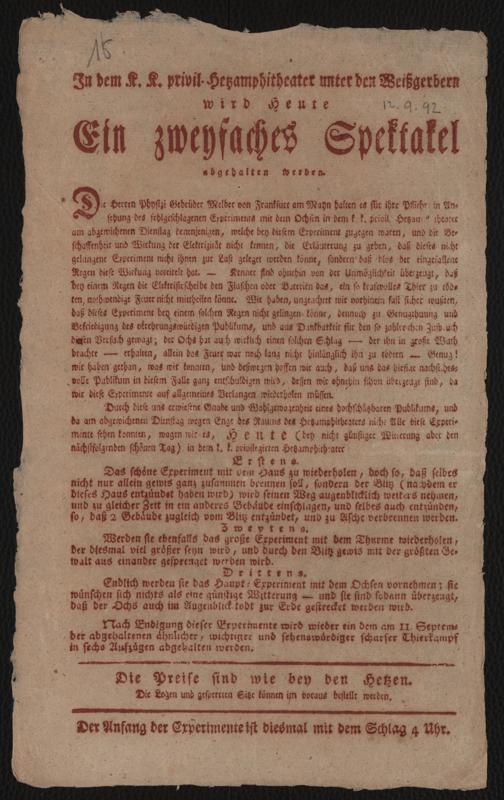 15
In dem K. K. privil. Hetzamphitheater unter den Weißgerbern
wird Heute
12. 9. 92
Ein zweyfaches Spektakel
abgehalten werden.
Die Herren Physizi Gebrüder Melber von Frankfurt am Mayn halten es für ihre Pflicht in An-
sehung des fehlgeschlagenen Experiments mit dem Ochsen in dem k. k. privil. Hetzam theater
am abgewichenen Dienstag denenjenigen, welche bey diesem Experiment zugegen waren, und die Be-
schaffenheit und Wirkung der Elektrizität nicht kennen, die Erläuterung zu geben, daß dieses nicht
gelungene Experiment nicht ihnen zur Last geleget werden könne, sondern daß blos der eingefallene
Regen diese Wirkung vereitelt hat. — Kenner sind ohnehin von der Unmöglichkeit überzeugt, daß
bey einem Regen die Elektrisirscheibe den Flaschen oder Batterien das, ein so kraftvolles Thier zu töd-
ten, nothwendige Feuer nicht mittheilen könne. Wir haben, ungeachtet wir vorhinein fast sicher wußten,
daß dieses Experiment bey einem solchen Regen nicht gelingen könne, dennoch zu Genugthuung und
Befriedigung des verehrungswürdigen Publikums, und aus Dankbarkeit für den so zahlreichen Zuspruch
diesen Versuch gewagt; der Ochs hat auch wirklich einen solchen Schlag — der ihn in große Wuth
brachte — erhalten, allein das Feuer war noch lang nicht hinlänglich ihn zu tödten — Genug!
wir haben gethan, was wir konnten, und deßwegen hoffen wir auch, daß uns das hiesige nachsichts-
volle Publikum in diesem Falle ganz entschuldigen wird, dessen wir ohnehin schon überzeugt sind, da
wir diese Experimente auf allgemeines Verlangen wiederholen müssen.
Durch diese uns erwiesene Gnade und Wohlgewogenheit eines hochschätzbaren Publikums, und
da am abgewichenen Dienstag wegen Enge des Raums des Hetzamphitheaters nicht Alle diese Experi-
mente sehen konnten, wagen wir es, Heute (bey nicht günstiger Witterung aber den
nächstfolgenden schönen Tag) in dem k. k. privilegirten Hetzamphitheater
Erstens.
Das schöne Experiment mit dem Haus zu wiederholen, doch so, daß selbes
nicht nur allein gewis ganz zusammen brennen soll, sondern der Blitz (nachdem er
dieses Haus entzündet haben wird) wird seinen Weg augenblicklich weiters nehmen,
und zu gleicher Zeit in ein anderes Gebäude einschlagen, und selbes auch entzünden,
so, daß 2 Gebäude zugleich vom Blitz entzündet, und zu Asche verbrennen werden.
Zweytens.
Werden sie ebenfalls das große Experiment mit dem Thurme wiederholen,
der diesmal viel größer seyn wird, und durch den Blitz gewis mit der größten Ge-
walt aus einander gesprenget werden wird.
Drittens.
Endlich werden sie das Haupt-Experiment mit dem Ochsen vornehmen; sie
wünschen sich nichts als eine günstige Witterung — und sie sind sodann überzeugt,
daß der Ochs auch im Augenblick todt zur Erde gestrecket werden wird.
Nach Endigung dieser Experimente wird wieder ein dem am 11. Septem-
ber abgehaltenen ähnlicher, wichtiger und sehenswürdiger scharfer Thierkampf
in sechs Aufzügen abgehalten werden.
Die Preise sind wie bey den Hetzen.
Die Logen und gesperrten Sitze können im voraus bestellt werden.
Der Anfang der Experimente ist diesmal mit dem Schlag 4 Uhr.